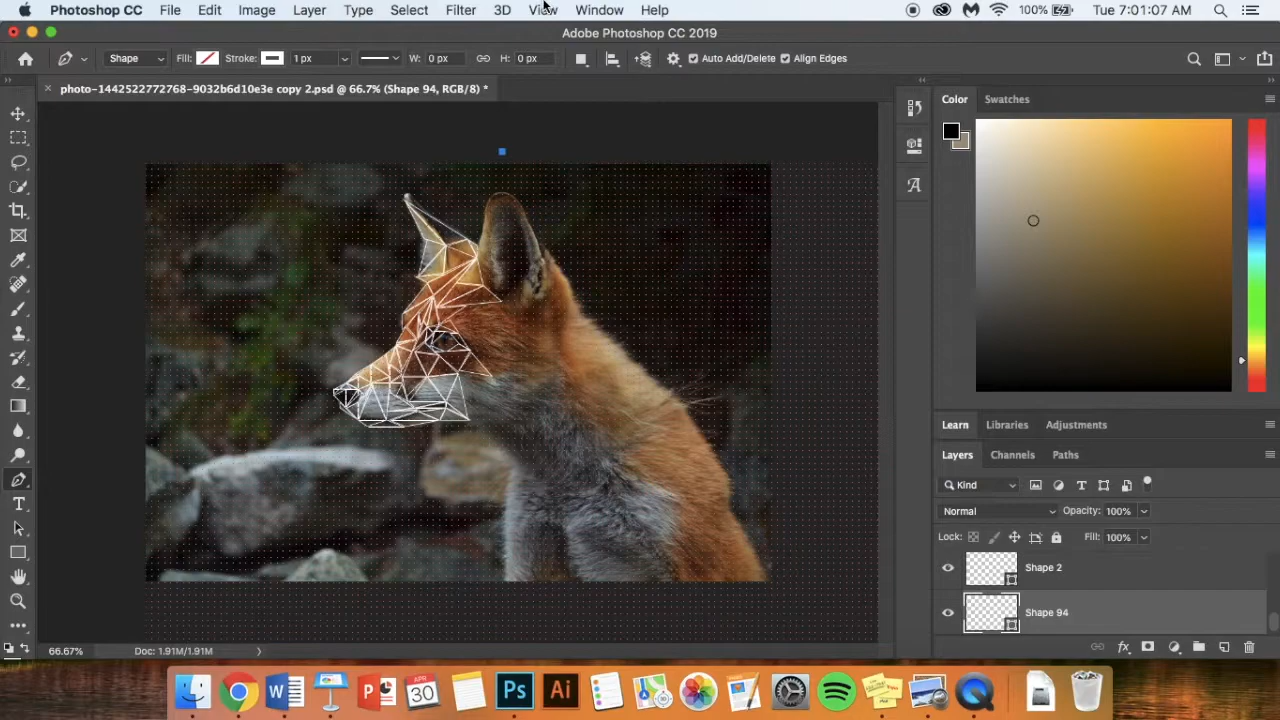 Photoshop CC File Edit Image Layer Type Select Filter 3D View Window Help 100% Tue 7:01:07 AM
Adobe Photoshop CC 2019
Shape Fill: Stroke: 1 px W: 0 px H: 0 px Auto Add/Delete Align Edges
photo-1442522772768-9032b6d10e3e copy 2.psd @ 66.7% (Shape 94, RGB/8) *
Color Swatches
Learn Libraries Adjustments
Layers Channels Paths
Kind
Normal Opacity: 100%
Lock: Fill: 100%
Shape 2
Shape 94
66.67% Doc: 1.91M/1.91M
APR
30
Ps Ai